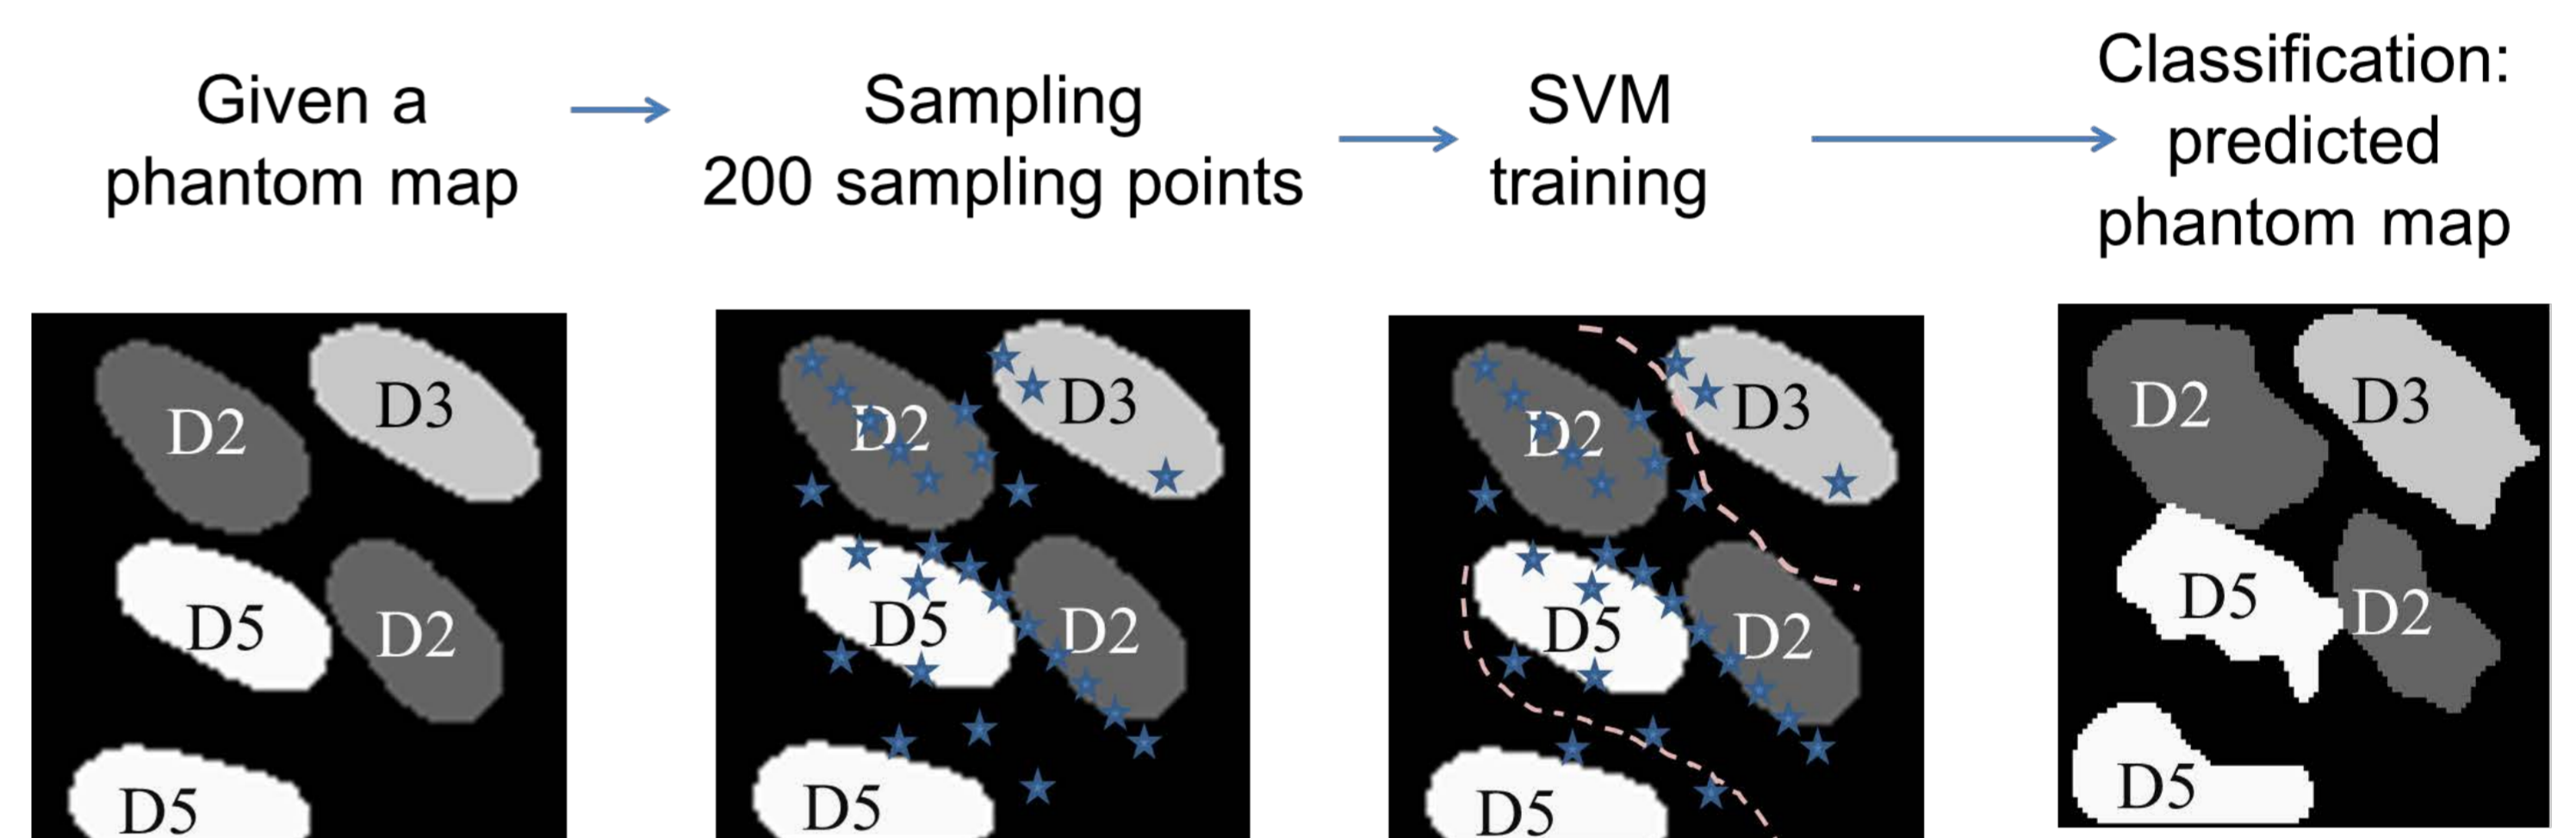 Given a
phantom map
Sampling
200 sampling points
SVM
training
Classification:
predicted
phantom map
D2
D3
D5
D2
D5
D2
D3
D5
D2
D5
D2
D3
D5
D2
D5
D2
D3
D5
D2
D5